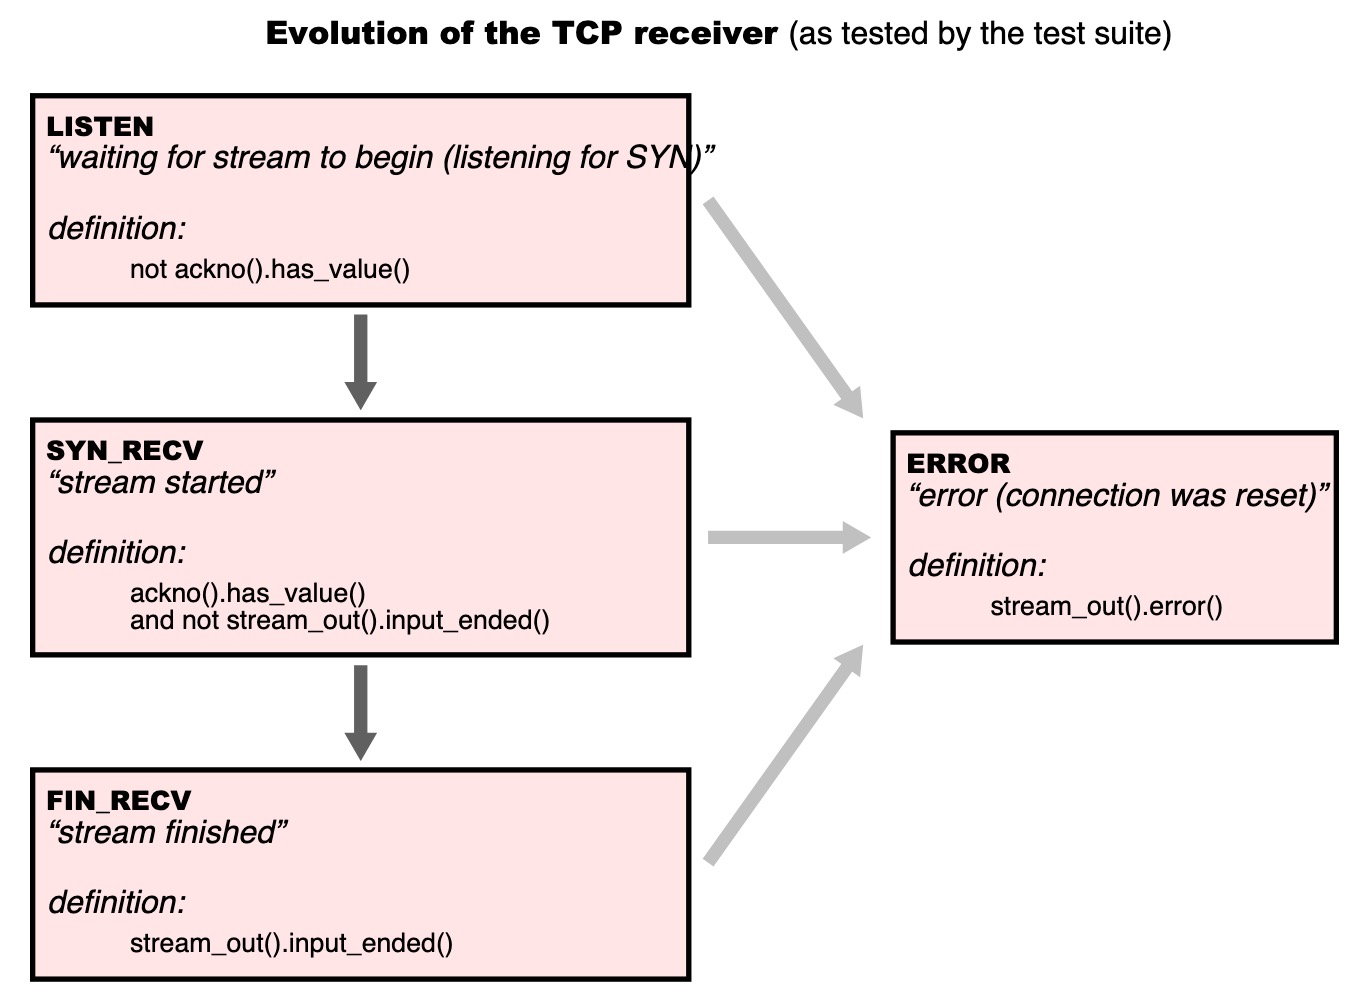 Evolution of the TCP receiver (as tested by the test suite)
LISTEN
“waiting for stream to begin (listening for SYN)”
definition:
not ackno().has_value()
SYN_RECV
“stream started”
definition:
ackno().has_value()
and not stream_out().input_ended()
FIN_RECV
“stream finished”
definition:
stream_out().input_ended()
ERROR
“error (connection was reset)”
definition:
stream_out().error()